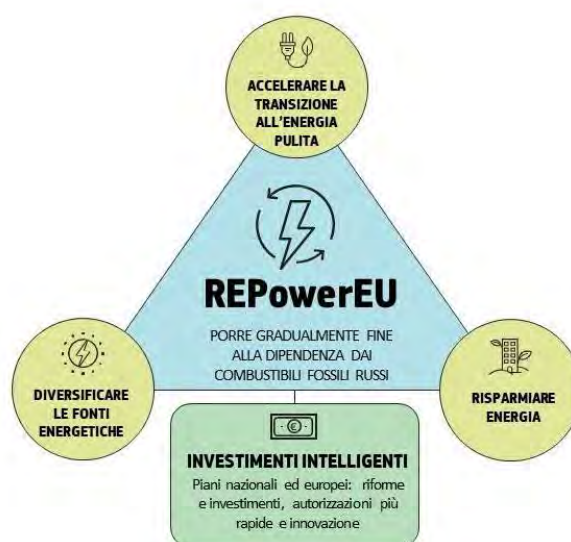 ACCELERARE LA
TRANSIZIONE
ALL'ENERGIA
PULITA
REPowerEU
PORRE GRADUALMENTE FINE
ALLA DIPENDENZA DAI
COMBUSTIBILI FOSSILI RUSSI
DIVERSIFICARE
LE FONTI
ENERGETICHE
RISPARMIARE
ENERGIA
€
INVESTIMENTI INTELLIGENTI
Piani nazionali ed europei: riforme
e investimenti, autorizzazioni più
rapide e innovazione